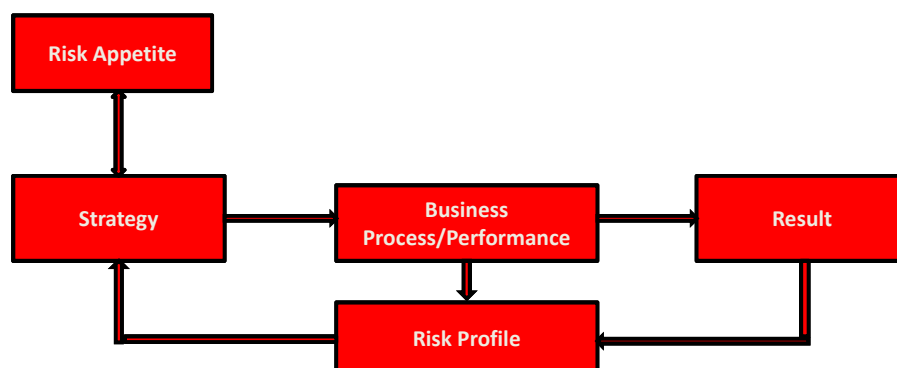 Risk Appetite
Strategy
Business
Process/Performance
Result
Risk Profile